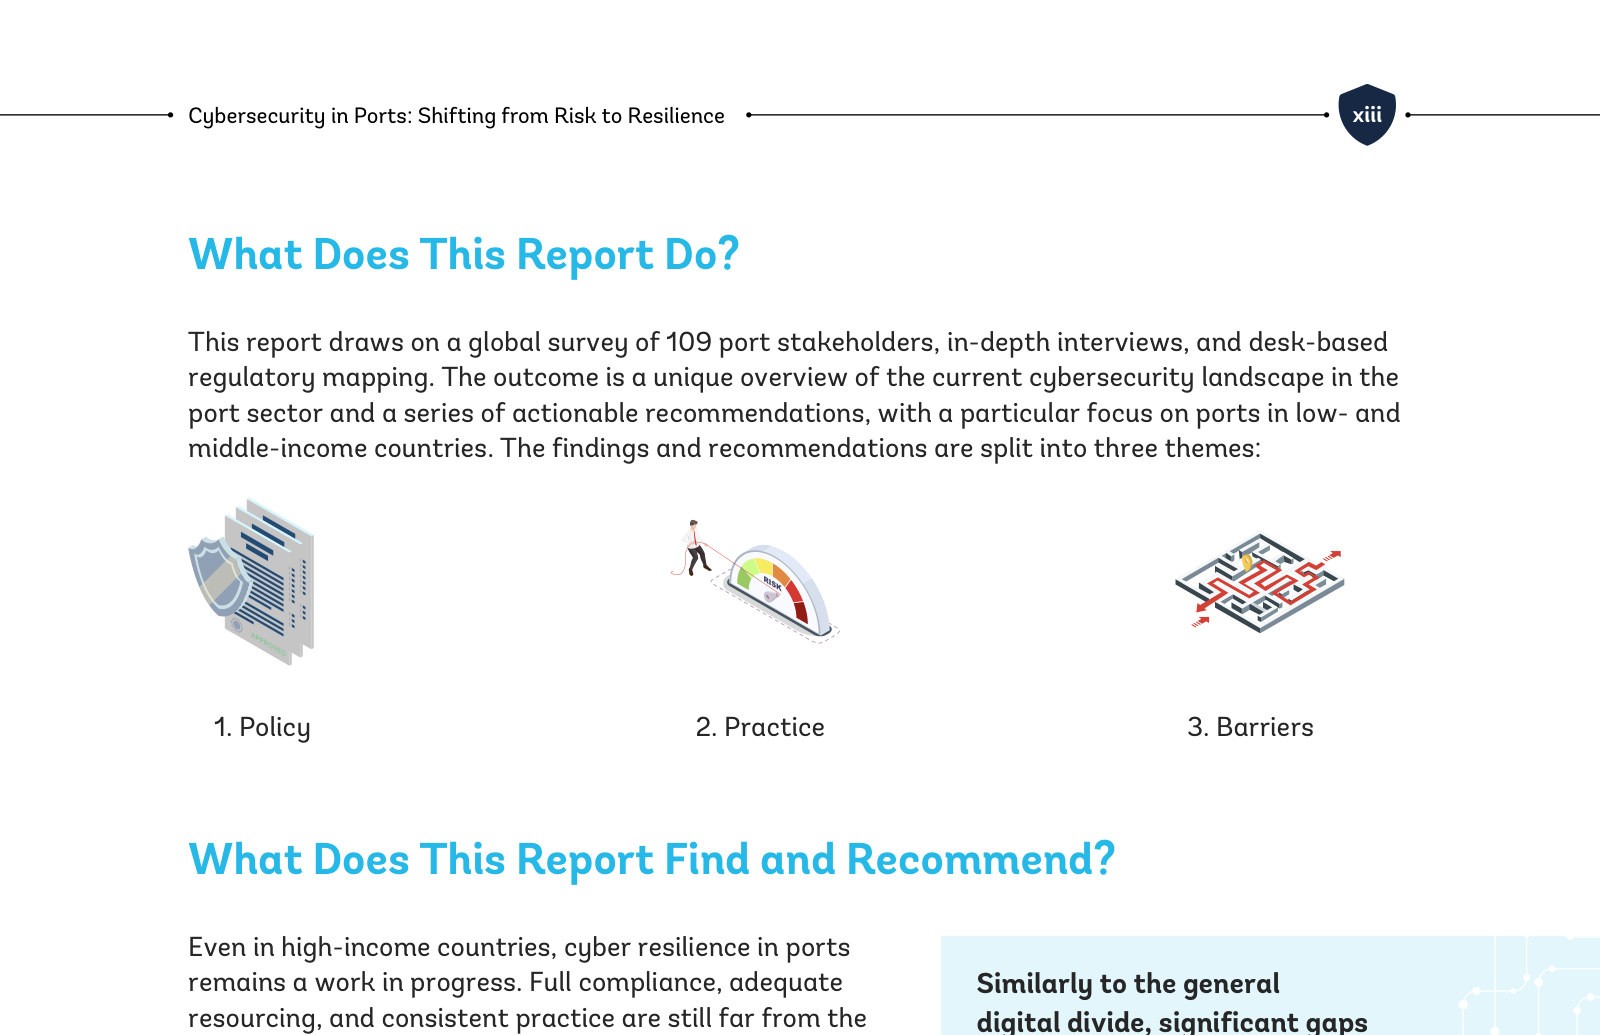 Cybersecurity in Ports: Shifting from Risk to Resilience
xiii
What Does This Report Do?
This report draws on a global survey of 109 port stakeholders, in-depth interviews, and desk-based
regulatory mapping. The outcome is a unique overview of the current cybersecurity landscape in the
port sector and a series of actionable recommendations, with a particular focus on ports in low- and
middle-income countries. The findings and recommendations are split into three themes:
APPROVED
RISK
1. Policy
2. Practice
3. Barriers
What Does This Report Find and Recommend?
Even in high-income countries, cyber resilience in ports
remains a work in progress. Full compliance, adequate
resourcing, and consistent practice are still far from the
Similarly to the general
digital divide, significant gaps